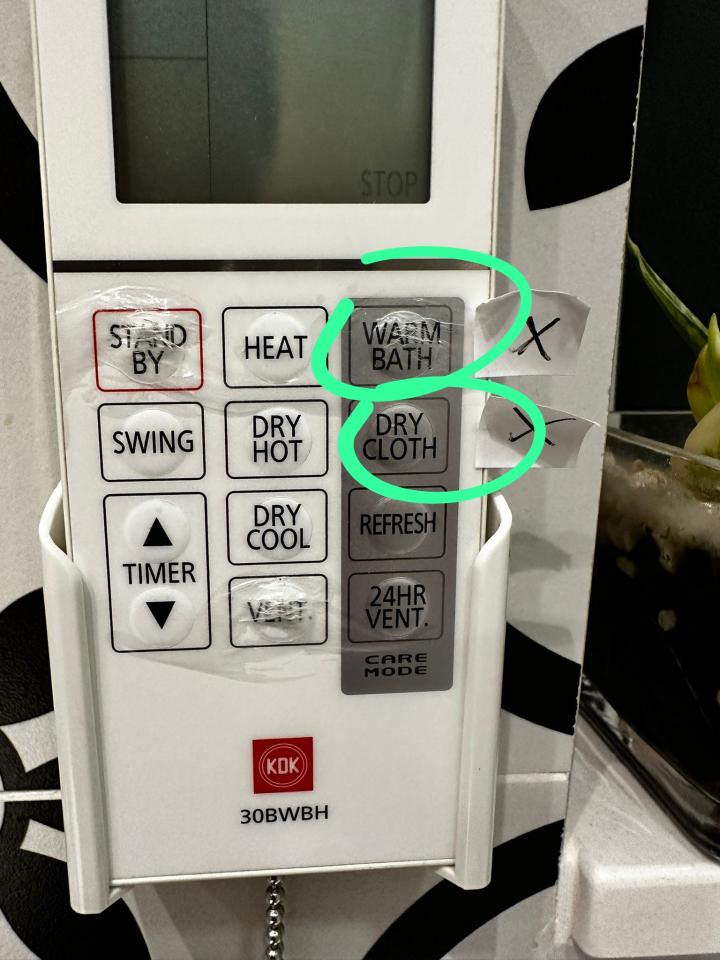 STOP
STAND
BY
HEAT
WARM
BATH
X
SWING
DRY
HOT
DRY
CLOTH
X
▲
TIMER
▼
DRY
COOL
REFRESH
VENT.
24HR
VENT.
CARE
MODE
KDK
30BWBH